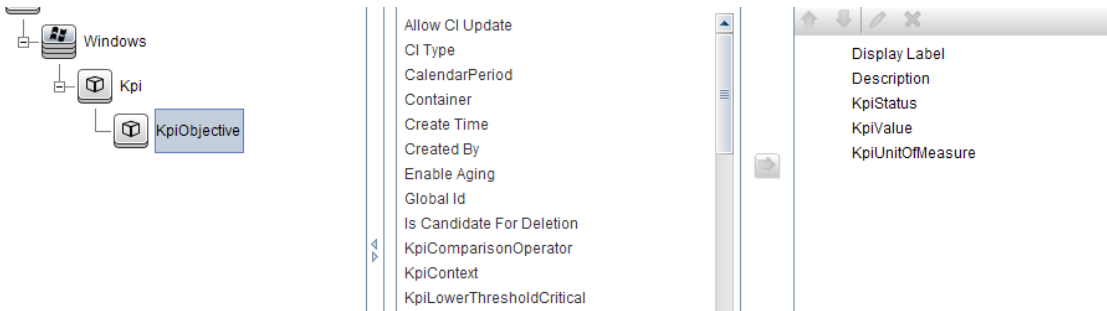 Windows
Kpi
KpiObjective
Allow CI Update
CI Type
CalendarPeriod
Container
Create Time
Created By
Enable Aging
Global Id
Is Candidate For Deletion
KpiComparisonOperator
KpiContext
KpiLowerThresholdCritical
Display Label
Description
KpiStatus
KpiValue
KpiUnitOfMeasure